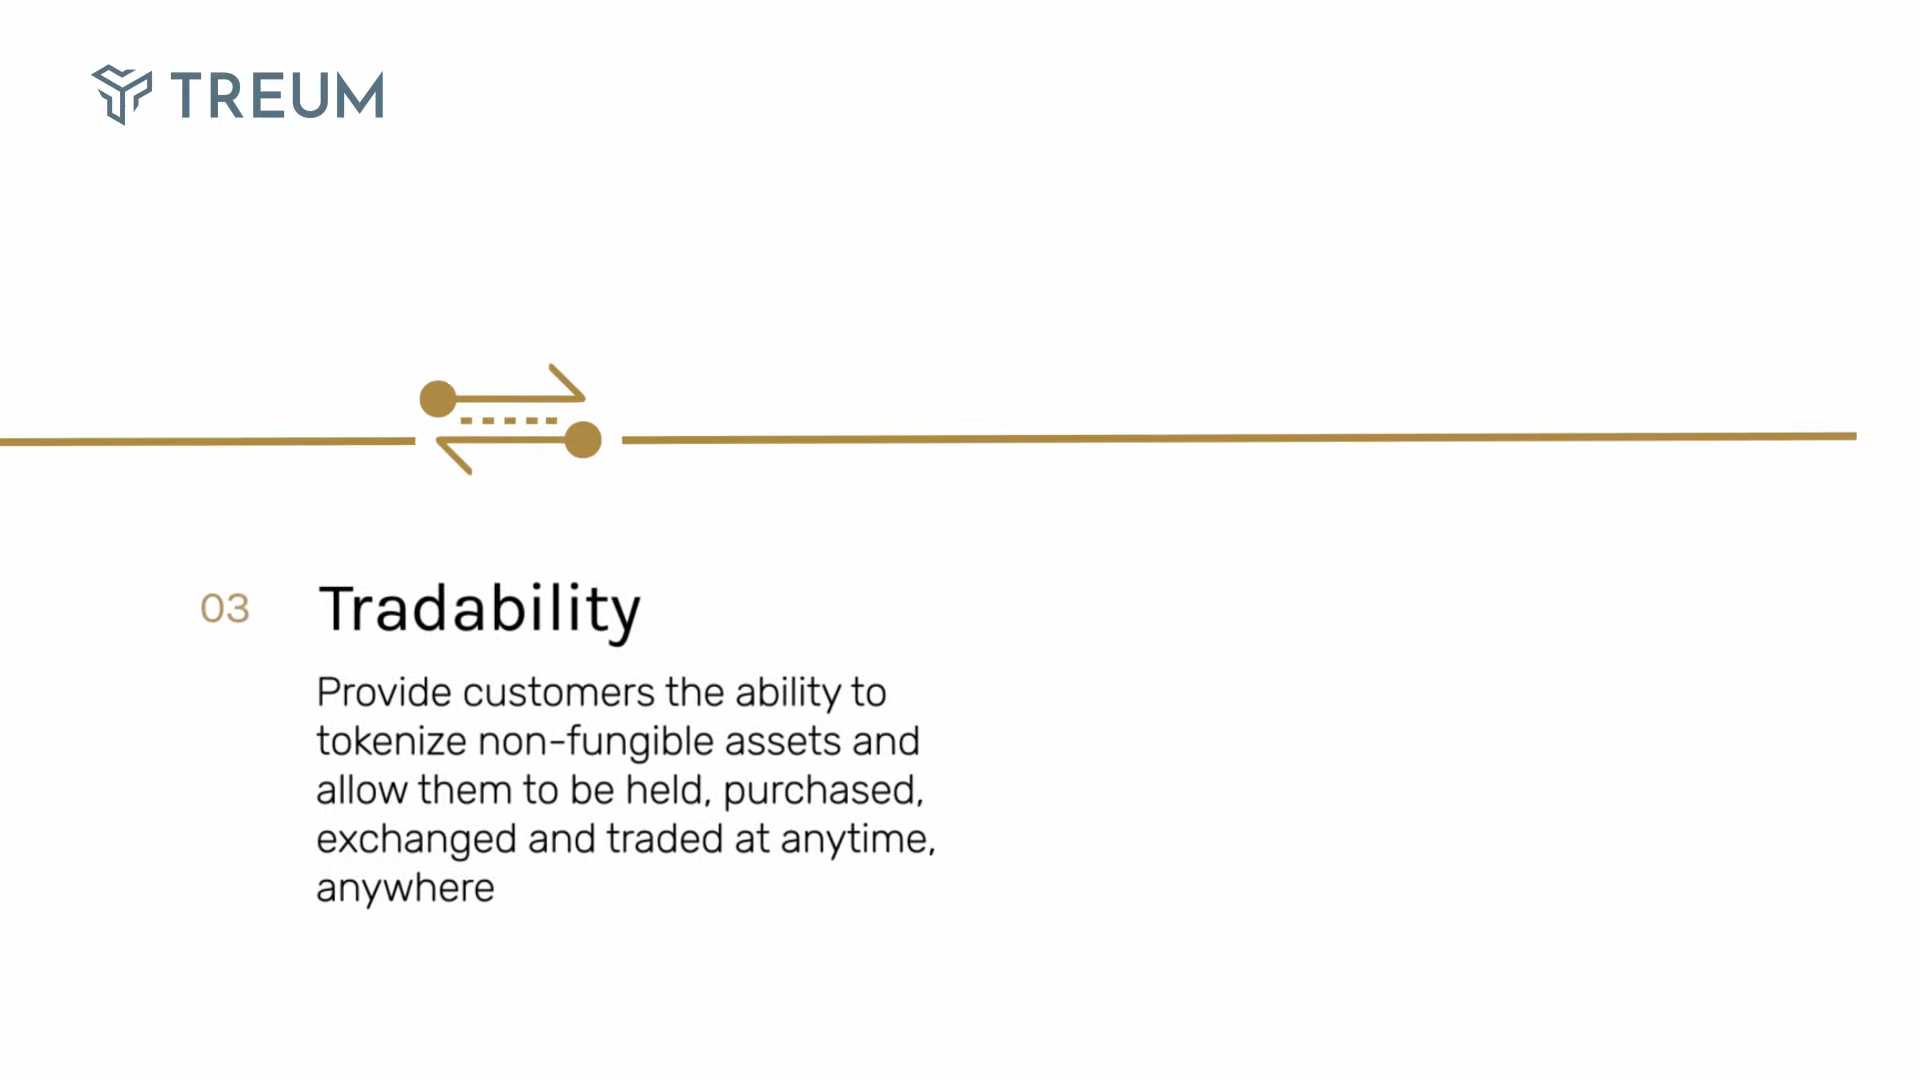 TREUM
03 Tradability
Provide customers the ability to
tokenize non-fungible assets and
allow them to be held, purchased,
exchanged and traded at anytime,
anywhere